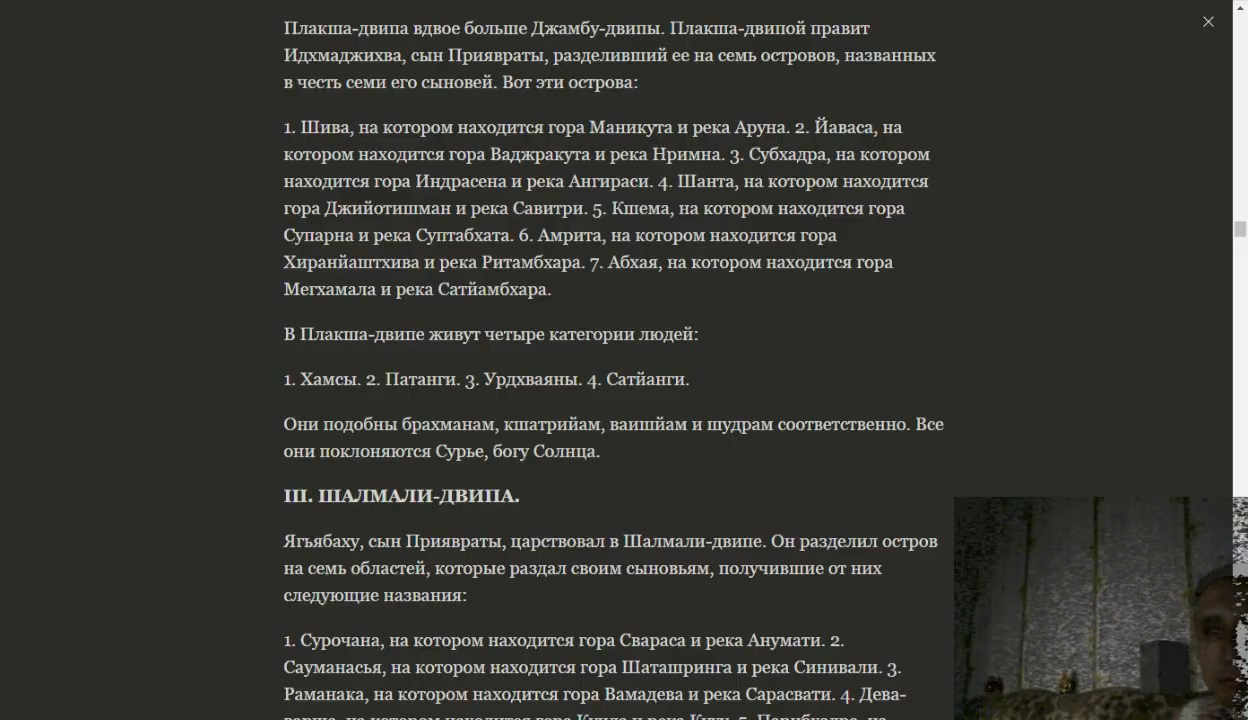 Плакша-двипа вдвое больше Джамбу-двипы. Плакша-двипой правит
Идхмаджихва, сын Приявраты, разделивший ее на семь островов, названных
в честь семи его сыновей. Вот эти острова:
1. Шива, на котором находится гора Маникута и река Аруна. 2. Йаваса, на
котором находится гора Ваджракута и река Нримна. 3. Субхадра, на котором
находится гора Индрасена и река Ангираси. 4. Шанта, на котором находится
гора Джийотишман и река Савитри. 5. Кшема, на котором находится гора
Супарна и река Суптабхата. 6. Амрита, на котором находится гора
Хиранйаштхива и река Ритамбхара. 7. Абхая, на котором находится гора
Мегхамала и река Сатйамбхара.
В Плакша-двипе живут четыре категории людей:
1. Хамсы. 2. Патанги. 3. Урдхваяны. 4. Сатйанги.
Они подобны брахманам, кшатрийам, ваишйам и шудрам соответственно. Все
они поклоняются Сурье, богу Солнца.
III. ШАЛМАЛИ-ДВИПА.
Ягьябаху, сын Приявраты, царствовал в Шалмали-двипе. Он разделил остров
на семь областей, которые раздал своим сыновьям, получившие от них
следующие названия:
1. Сурочана, на котором находится гора Свараса и река Анумати. 2.
Сауманасья, на котором находится гора Шаташринга и река Синивали. 3.
Раманака, на котором находится гора Вамадева и река Сарасвати. 4. Дева-